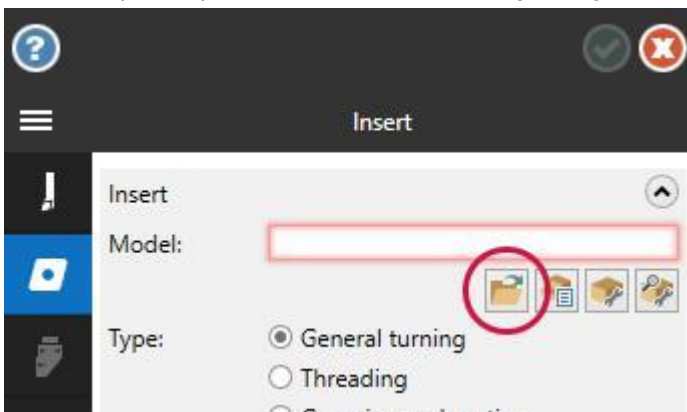 Insert
Insert
Model:
Type:
General turning
Threading